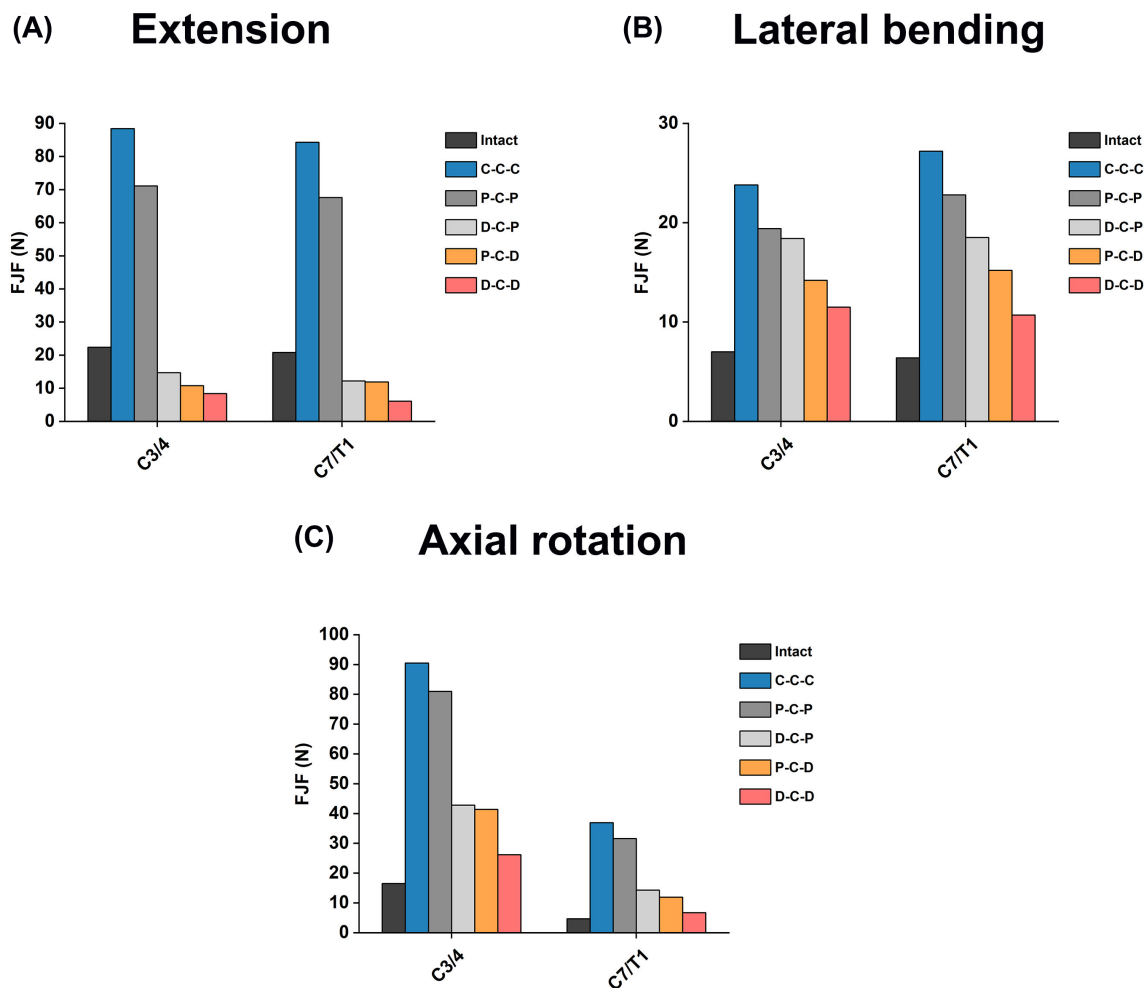 (A) Extension
90
80
70
60
50
40
30
20
10
0
FJF (N)
C3/4
C7/T1
Intact
C-C-C
P-C-P
D-C-P
P-C-D
D-C-D
(B) Lateral bending
30
20
10
0
FJF (N)
C3/4
C7/T1
Intact
C-C-C
P-C-P
D-C-P
P-C-D
D-C-D
(C) Axial rotation
100
90
80
70
60
50
40
30
20
10
0
FJF (N)
C3/4
C7/T1
Intact
C-C-C
P-C-P
D-C-P
P-C-D
D-C-D